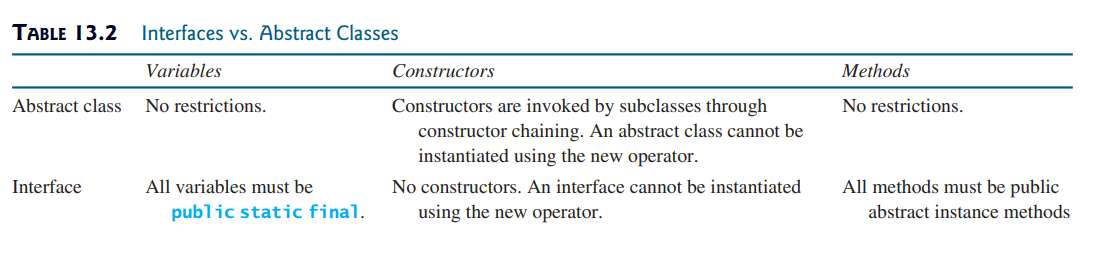 TABLE 13.2 Interfaces vs. Abstract Classes
Variables Constructors Methods
Abstract class No restrictions. Constructors are invoked by subclasses through No restrictions.
constructor chaining. An abstract class cannot be
instantiated using the new operator.
Interface All variables must be No constructors. An interface cannot be instantiated All methods must be public
public static final. using the new operator. abstract instance methods